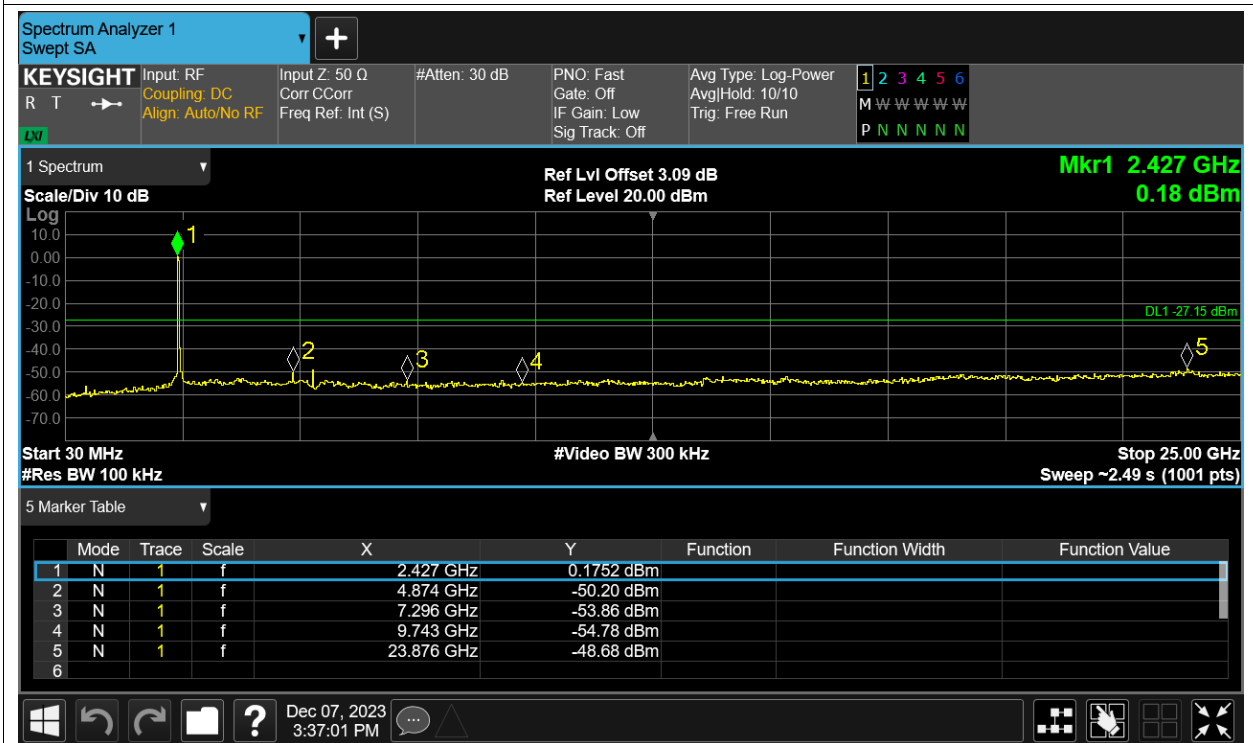 Spectrum Analyzer 1
Swept SA
KEYSIGHT
R T
LXI
Input: RF
Coupling: DC
Align: Auto/No RF
Input Z: 50 Ω
Corr CCorr
Freq Ref: Int (S)
#Atten: 30 dB
PNO: Fast
Gate: Off
IF Gain: Low
Sig Track: Off
Avg Type: Log-Power
Avg|Hold: 10/10
Trig: Free Run
1 2 3 4 5 6
M W W W W W
P N N N N N
1 Spectrum
Scale/Div 10 dB
Ref Lvl Offset 3.09 dB
Ref Level 20.00 dBm
Mkr1 2.427 GHz
0.18 dBm
Log
10.0
0.00
-10.0
-20.0
-30.0
-40.0
-50.0
-60.0
-70.0
1
2
3
4
5
DL1 -27.15 dBm
Start 30 MHz
#Res BW 100 kHz
#Video BW 300 kHz
Stop 25.00 GHz
Sweep ~2.49 s (1001 pts)
5 Marker Table
Mode Trace Scale X Y Function Function Width Function Value
1 N 1 f 2.427 GHz 0.1752 dBm
2 N 1 f 4.874 GHz -50.20 dBm
3 N 1 f 7.296 GHz -53.86 dBm
4 N 1 f 9.743 GHz -54.78 dBm
5 N 1 f 23.876 GHz -48.68 dBm
6
?
Dec 07, 2023
3:37:01 PM